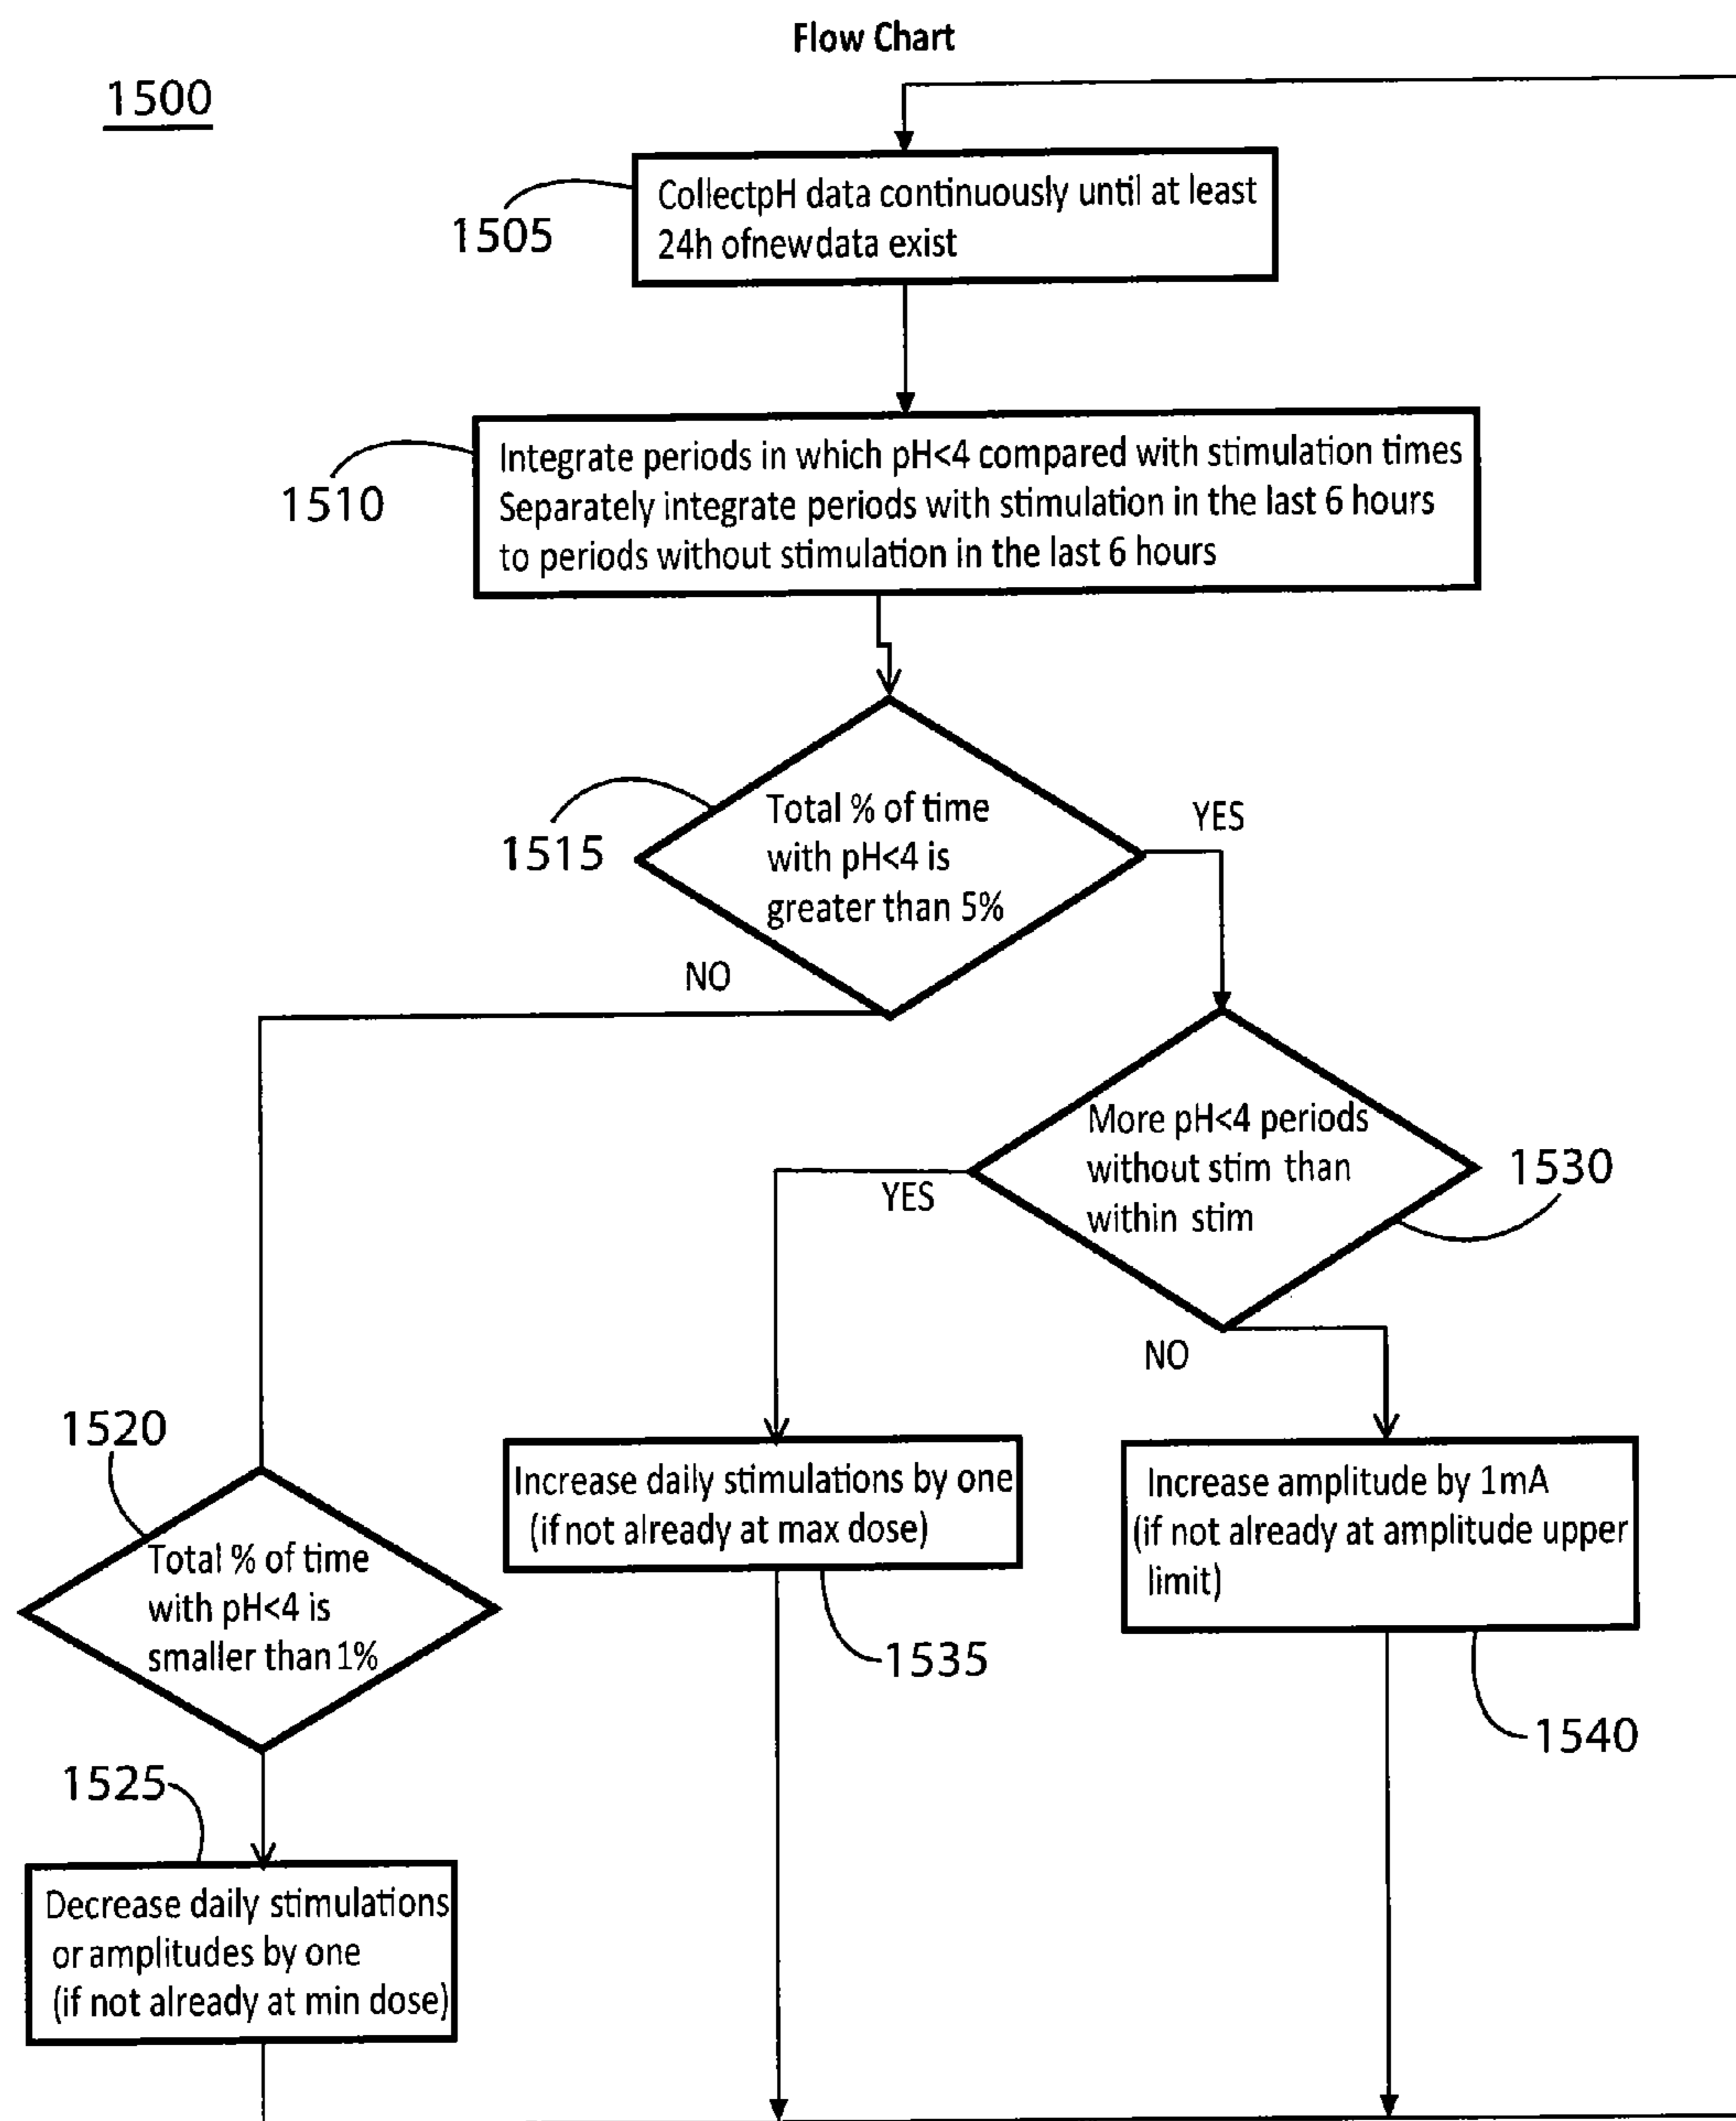 Flow Chart
1500
CollectpH data continuously until at least
24h ofnewdata exist
1505
Integrate periods in which pH<4 compared with stimulation times
Separately integrate periods with stimulation in the last 6 hours
to periods without stimulation in the last 6 hours
1510
Total % of time
with pH<4 is
greater than 5%
1515
YES
NO
More pH<4 periods
without stim than
within stim
1530
YES
NO
1520
Total % of time
with pH<4 is
smaller than 1%
Increase daily stimulations by one
(if not already at max dose)
1535
Increase amplitude by 1mA
(if not already at amplitude upper
limit)
1540
1525
Decrease daily stimulations
or amplitudes by one
(if not already at min dose)